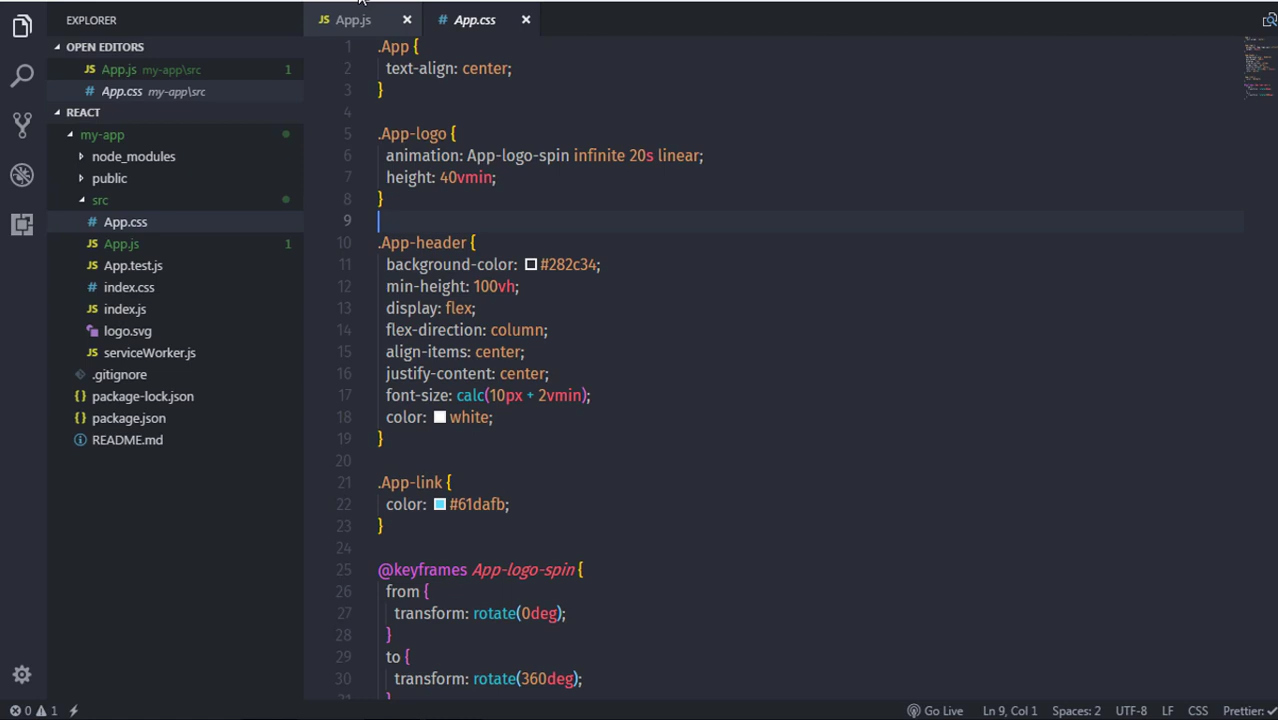 EXPLORER
OPEN EDITORS
JS App.js my-app\src 1
# App.css my-app\src
REACT
my-app
node_modules
public
src
# App.css
JS App.js 1
JS App.test.js
# index.css
JS index.js
logo.svg
JS serviceWorker.js
.gitignore
{} package-lock.json
{} package.json
README.md
JS App.js × # App.css ×
1 .App {
2 text-align: center;
3 }
4
5 .App-logo {
6 animation: App-logo-spin infinite 20s linear;
7 height: 40vmin;
8 }
9
10 .App-header {
11 background-color: #282c34;
12 min-height: 100vh;
13 display: flex;
14 flex-direction: column;
15 align-items: center;
16 justify-content: center;
17 font-size: calc(10px + 2vmin);
18 color: white;
19 }
20
21 .App-link {
22 color: #61dafb;
23 }
24
25 @keyframes App-logo-spin {
26 from {
27 transform: rotate(0deg);
28 }
29 to {
30 transform: rotate(360deg);
0 1 Go Live Ln 9, Col 1 Spaces: 2 UTF-8 LF CSS Prettier: ✓